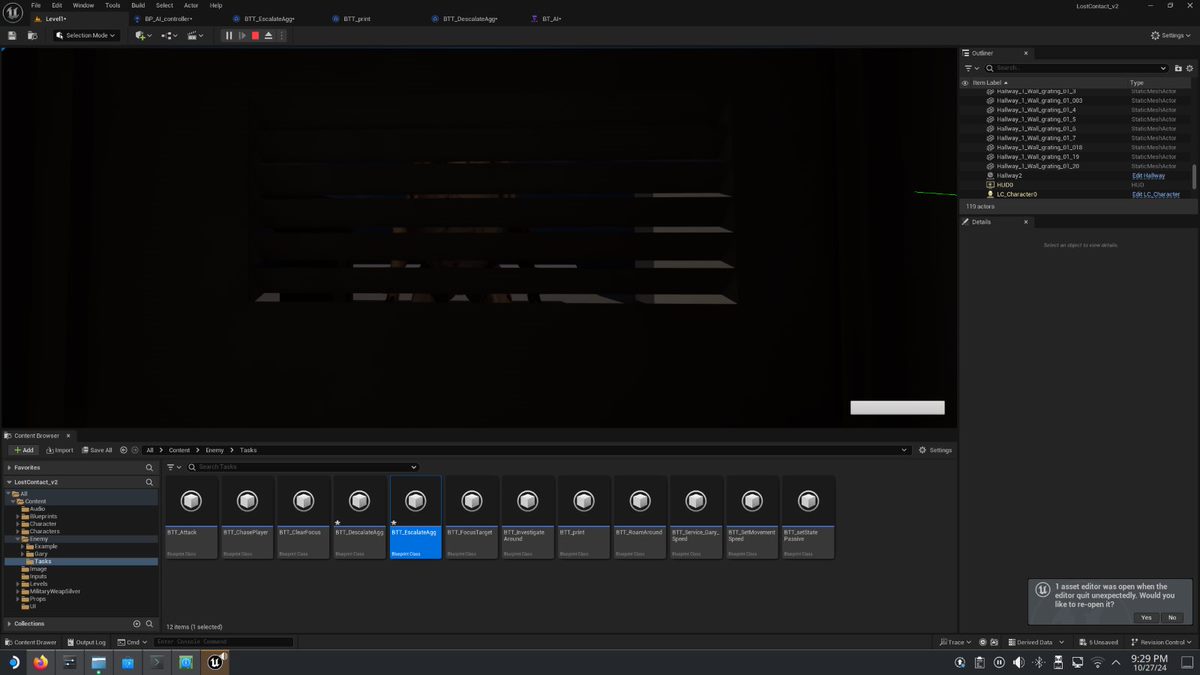 File Edit Window Tools Build Select Actor Help
LostContact_v2
Level1•
BP_AI_controller•
BTT_EscalateAgg•
BTT_print
BTT_DescalateAgg•
BT_AI•
Selection Mode
Settings
Outliner
Search...
Item Label
Type
Hallway_1_Wall_grating_01_3 StaticMeshActor
Hallway_1_Wall_grating_01_003 StaticMeshActor
Hallway_1_Wall_grating_01_4 StaticMeshActor
Hallway_1_Wall_grating_01_5 StaticMeshActor
Hallway_1_Wall_grating_01_6 StaticMeshActor
Hallway_1_Wall_grating_01_7 StaticMeshActor
Hallway_1_Wall_grating_01_018 StaticMeshActor
Hallway_1_Wall_grating_01_19 StaticMeshActor
Hallway_1_Wall_grating_01_20 StaticMeshActor
Hallway2 Edit Hallway
HUD0 HUD
LC_Character0 Edit LC_Character
119 actors
Details
Select an object to view details.
Content Browser
Add Import Save All All Content Enemy Tasks Settings
Favorites
Search Tasks
LostContact_v2
All
Content
Audio
Blueprints
Character
Characters
Enemy
Example
Gary
Tasks
Image
Inputs
Levels
MilitaryWeapSilver
Props
UI
Collections
BTT_Attack
Blueprint Class
BTT_ChasePlayer
Blueprint Class
BTT_ClearFocus
Blueprint Class
BTT_DescalateAgg
Blueprint Class
BTT_EscalateAgg
Blueprint Class
BTT_FocusTarget
Blueprint Class
BTT_Investigate
Around
Blueprint Class
BTT_print
Blueprint Class
BTT_RoamAround
Blueprint Class
BTT_Service_Gary_
Speed
Blueprint Class
BTT_SetMovement
Speed
Blueprint Class
BTT_setState
Passive
Blueprint Class
12 items (1 selected)
1 asset editor was open when the
editor quit unexpectedly. Would you
like to re-open it?
Yes No
Content Drawer Output Log Cmd Enter Console Command
Trace Derived Data 5 Unsaved Revision Control
9:29 PM
10/27/24